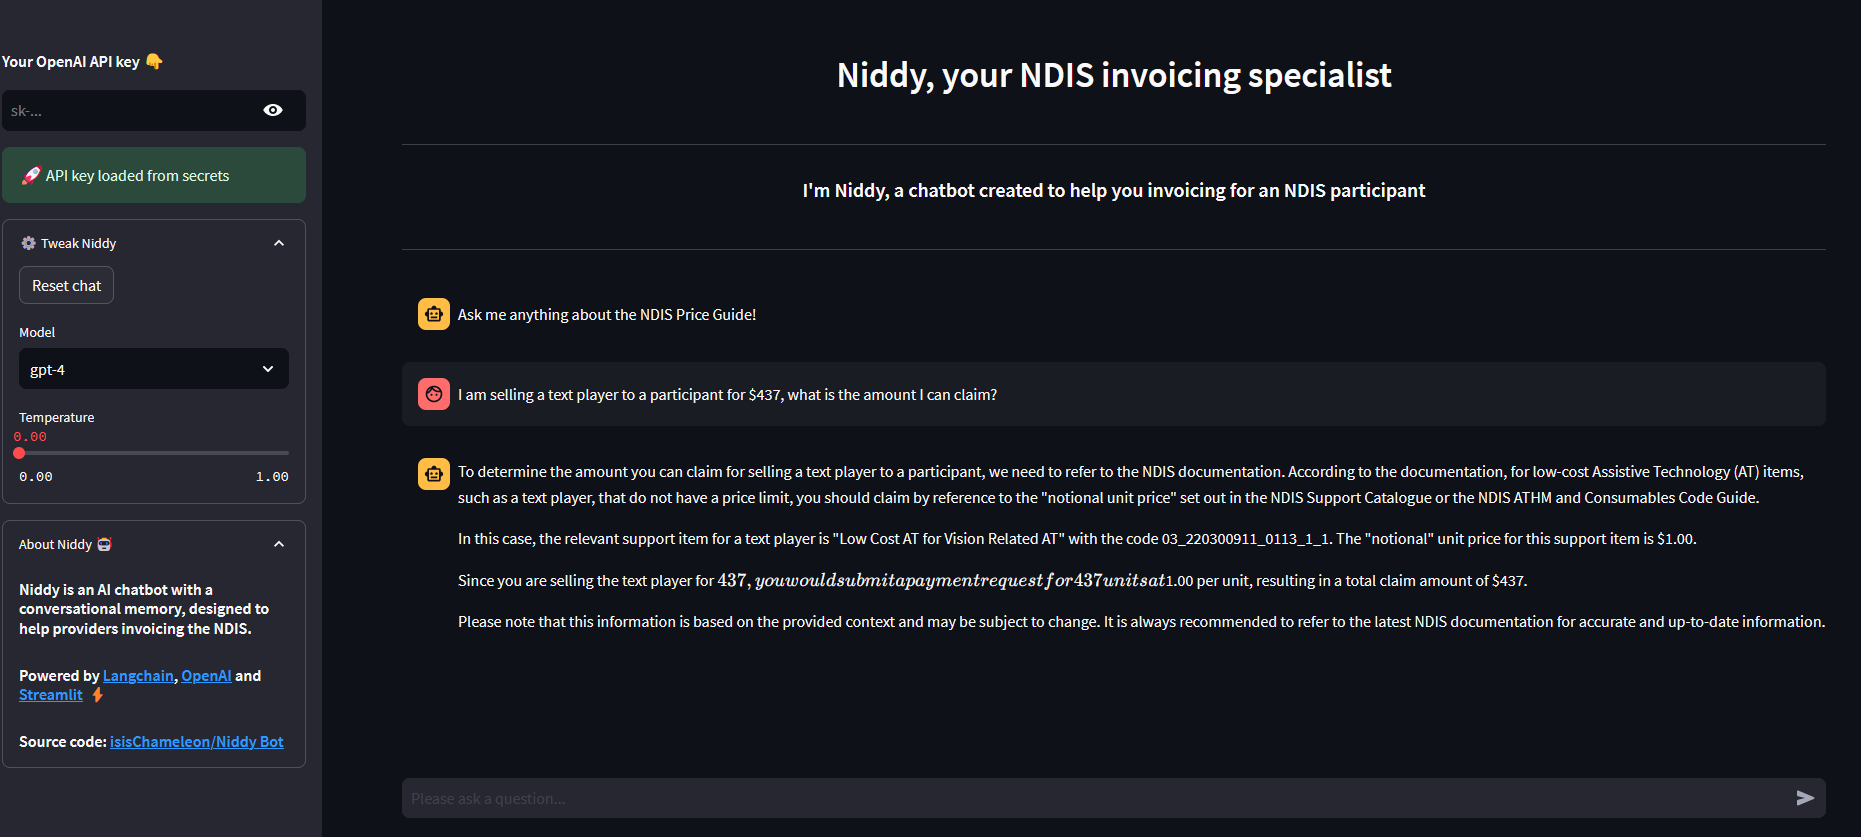 Your OpenAI API key 👇
sk-...
🚀 API key loaded from secrets
⚙️ Tweak Niddy
Reset chat
Model
gpt-4
Temperature
0.00
0.00 1.00
About Niddy 🤖
Niddy is an AI chatbot with a
conversational memory, designed to
help providers invoicing the NDIS.
Powered by Langchain, OpenAI and
Streamlit ⚡
Source code: isisChameleon/Niddy Bot
Niddy, your NDIS invoicing specialist
I'm Niddy, a chatbot created to help you invoicing for an NDIS participant
Ask me anything about the NDIS Price Guide!
I am selling a text player to a participant for $437, what is the amount I can claim?
To determine the amount you can claim for selling a text player to a participant, we need to refer to the NDIS documentation. According to the documentation, for low-cost Assistive Technology (AT) items,
such as a text player, that do not have a price limit, you should claim by reference to the "notional unit price" set out in the NDIS Support Catalogue or the NDIS ATHM and Consumables Code Guide.
In this case, the relevant support item for a text player is "Low Cost AT for Vision Related AT" with the code 03_220300911_0113_1_1. The "notional" unit price for this support item is $1.00.
Since you are selling the text player for 437, youwouldsubmitapaymentrequestfor437unitsat1.00 per unit, resulting in a total claim amount of $437.
Please note that this information is based on the provided context and may be subject to change. It is always recommended to refer to the latest NDIS documentation for accurate and up-to-date information.
Please ask a question...